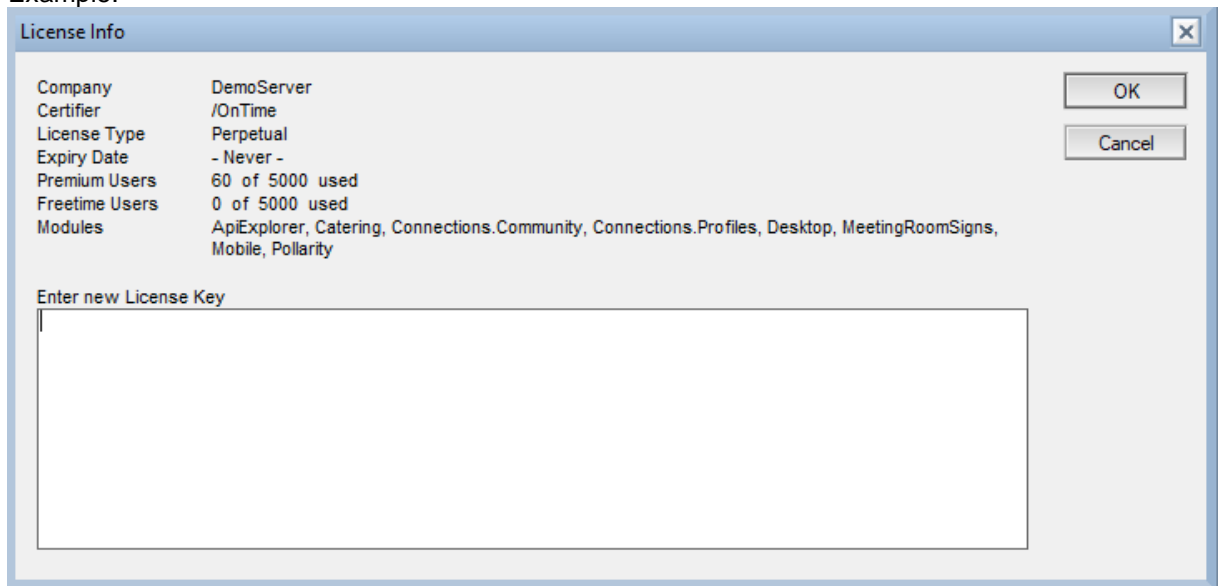 Example:
License Info
Company DemoServer
Certifier /OnTime
License Type Perpetual
Expiry Date - Never -
Premium Users 60 of 5000 used
Freetime Users 0 of 5000 used
Modules ApiExplorer, Catering, Connections.Community, Connections.Profiles, Desktop, MeetingRoomSigns,
Mobile, Pollarity
OK
Cancel
Enter new License Key